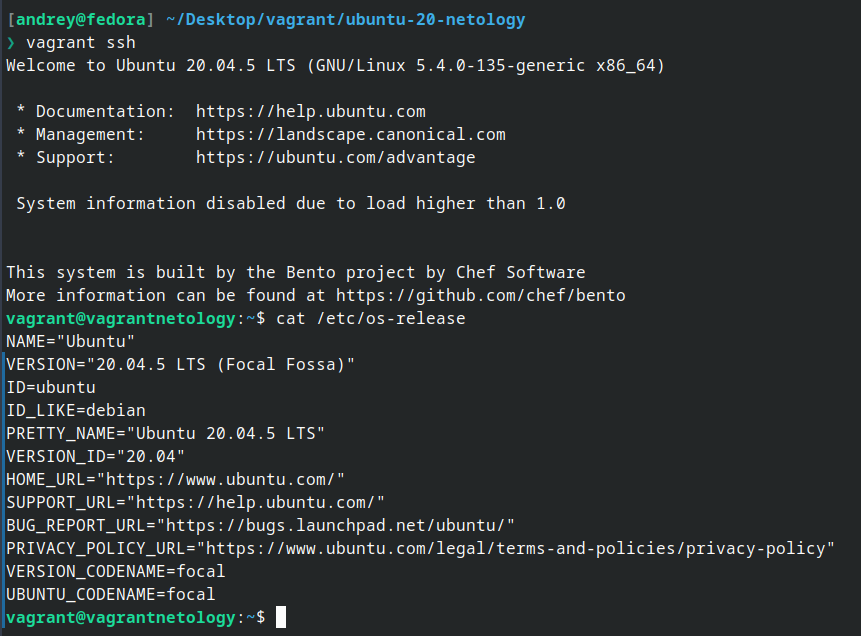 [andrey@fedora] ~/Desktop/vagrant/ubuntu-20-netology
❯ vagrant ssh
Welcome to Ubuntu 20.04.5 LTS (GNU/Linux 5.4.0-135-generic x86_64)

 * Documentation:  https://help.ubuntu.com
 * Management:     https://landscape.canonical.com
 * Support:        https://ubuntu.com/advantage

 System information disabled due to load higher than 1.0


This system is built by the Bento project by Chef Software
More information can be found at https://github.com/chef/bento
vagrant@vagrantnetology:~$ cat /etc/os-release
NAME="Ubuntu"
VERSION="20.04.5 LTS (Focal Fossa)"
ID=ubuntu
ID_LIKE=debian
PRETTY_NAME="Ubuntu 20.04.5 LTS"
VERSION_ID="20.04"
HOME_URL="https://www.ubuntu.com/"
SUPPORT_URL="https://help.ubuntu.com/"
BUG_REPORT_URL="https://bugs.launchpad.net/ubuntu/"
PRIVACY_POLICY_URL="https://www.ubuntu.com/legal/terms-and-policies/privacy-policy"
VERSION_CODENAME=focal
UBUNTU_CODENAME=focal
vagrant@vagrantnetology:~$